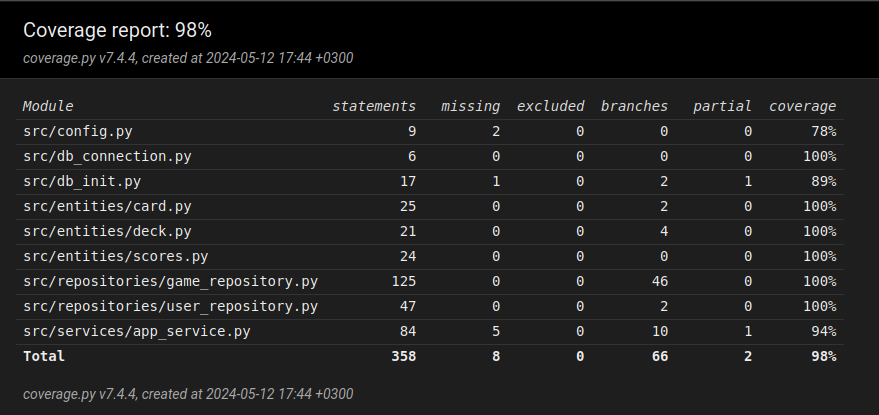 Coverage report: 98%
coverage.py v7.4.4, created at 2024-05-12 17:44 +0300
Module statements missing excluded branches partial coverage
src/config.py 9 2 0 0 0 78%
src/db_connection.py 6 0 0 0 0 100%
src/db_init.py 17 1 0 2 1 89%
src/entities/card.py 25 0 0 2 0 100%
src/entities/deck.py 21 0 0 4 0 100%
src/entities/scores.py 24 0 0 0 0 100%
src/repositories/game_repository.py 125 0 0 46 0 100%
src/repositories/user_repository.py 47 0 0 2 0 100%
src/services/app_service.py 84 5 0 10 1 94%
Total 358 8 0 66 2 98%
coverage.py v7.4.4, created at 2024-05-12 17:44 +0300